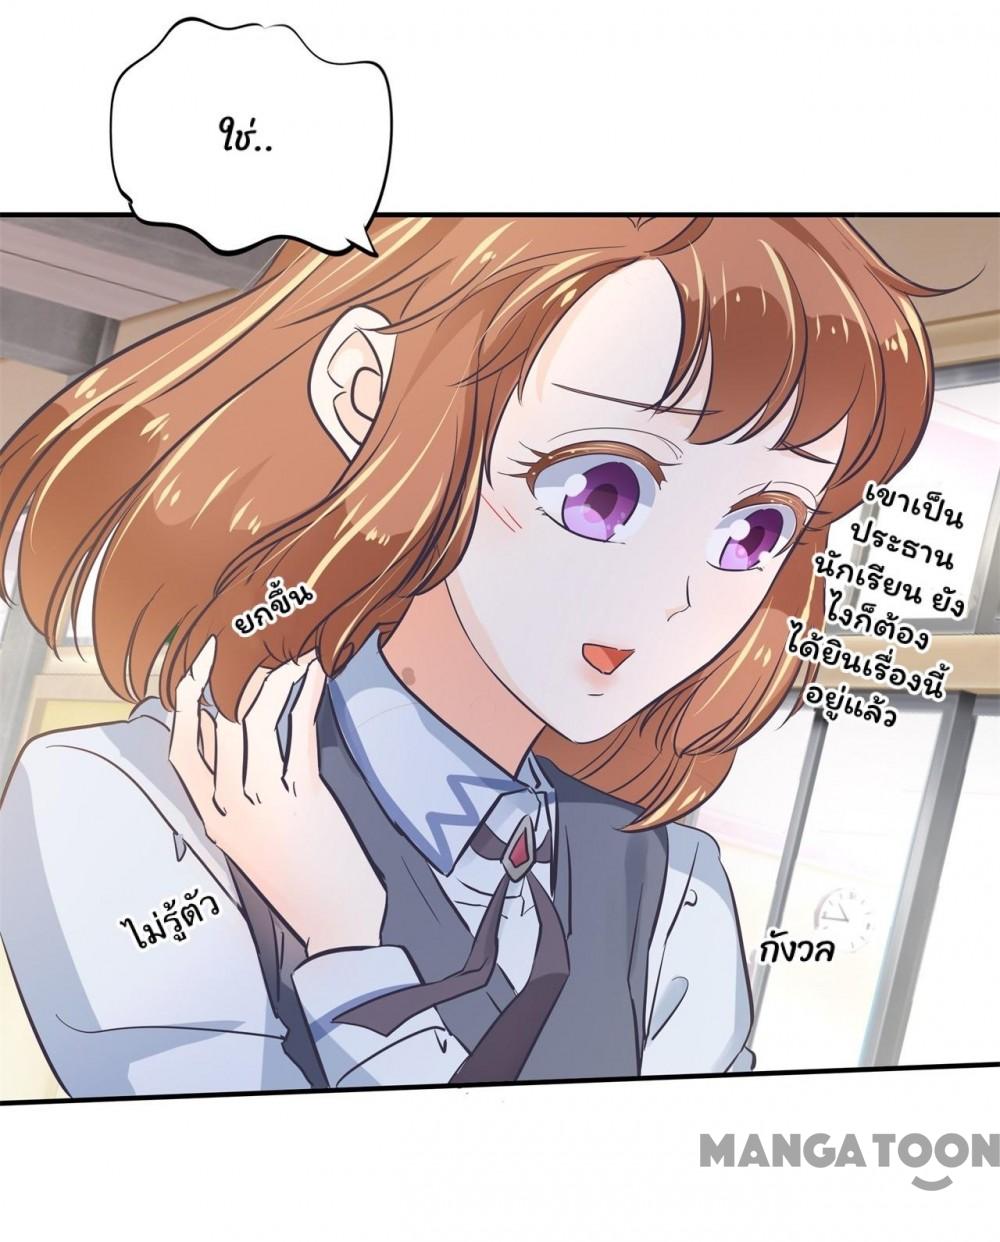 ใช่..
เขาเป็น
ประธาน
นักเรียน ยัง
ไงก็ต้อง
ได้ยินเรื่องนี้
อยู่แล้ว
ยกขึ้น
ไม่รู้ตัว
กังวล
MANGATOON